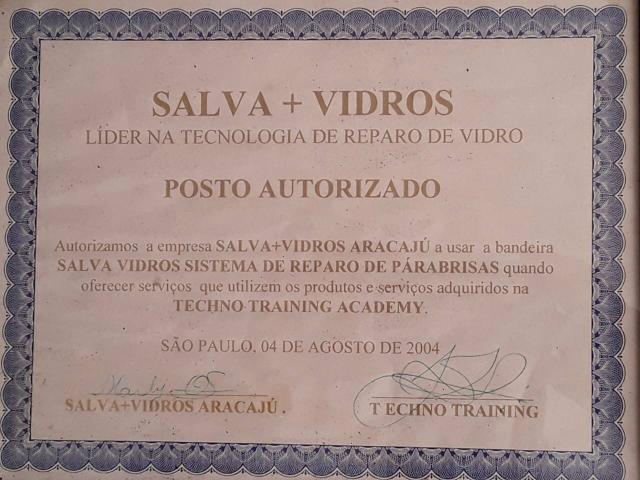 SALVA + VIDROS
LÍDER NA TECNOLOGIA DE REPARO DE VIDRO
POSTO AUTORIZADO
Autorizamos a empresa SALVA+VIDROS ARACAJÚ a usar a bandeira
SALVA VIDROS SISTEMA DE REPARO DE PÁRABRISAS quando
oferecer serviços que utilizem os produtos e serviços adquiridos na
TECHNO TRAINING ACADEMY.
SÃO PAULO, 04 DE AGOSTO DE 2004
SALVA+VIDROS ARACAJÚ .
T ECHNO TRAINING